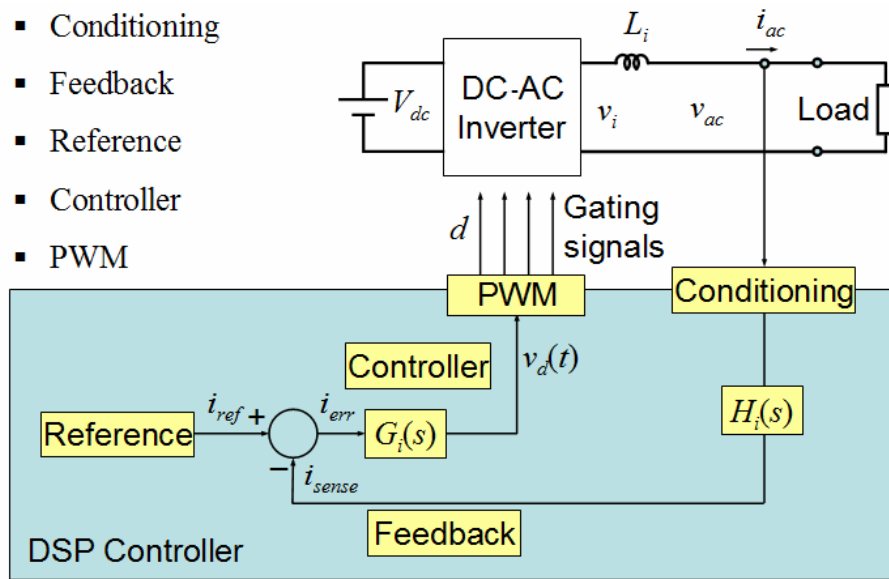 ▪ Conditioning
▪ Feedback
▪ Reference
▪ Controller
▪ PWM
L_i
i_ac
V_dc
DC-AC
Inverter
v_i
v_ac
Load
d
Gating
signals
PWM
Conditioning
Controller
v_d(t)
Reference
i_ref
+
−
i_err
G_i(s)
H_i(s)
i_sense
Feedback
DSP Controller